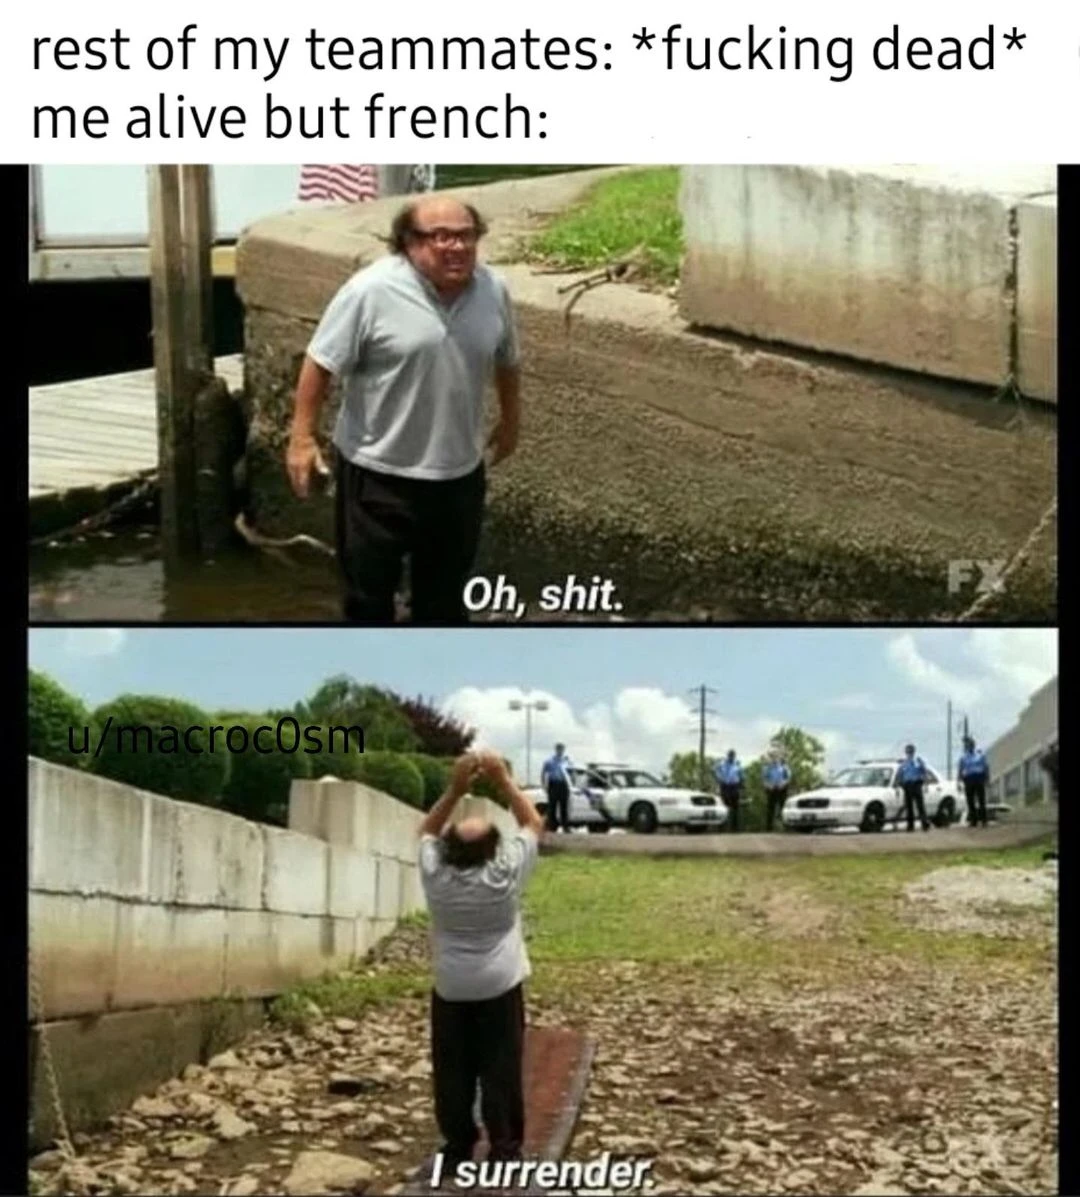 rest of my teammates: *fucking dead*
me alive but french:
Oh, shit.
FX
u/macroc0sm
I surrender.